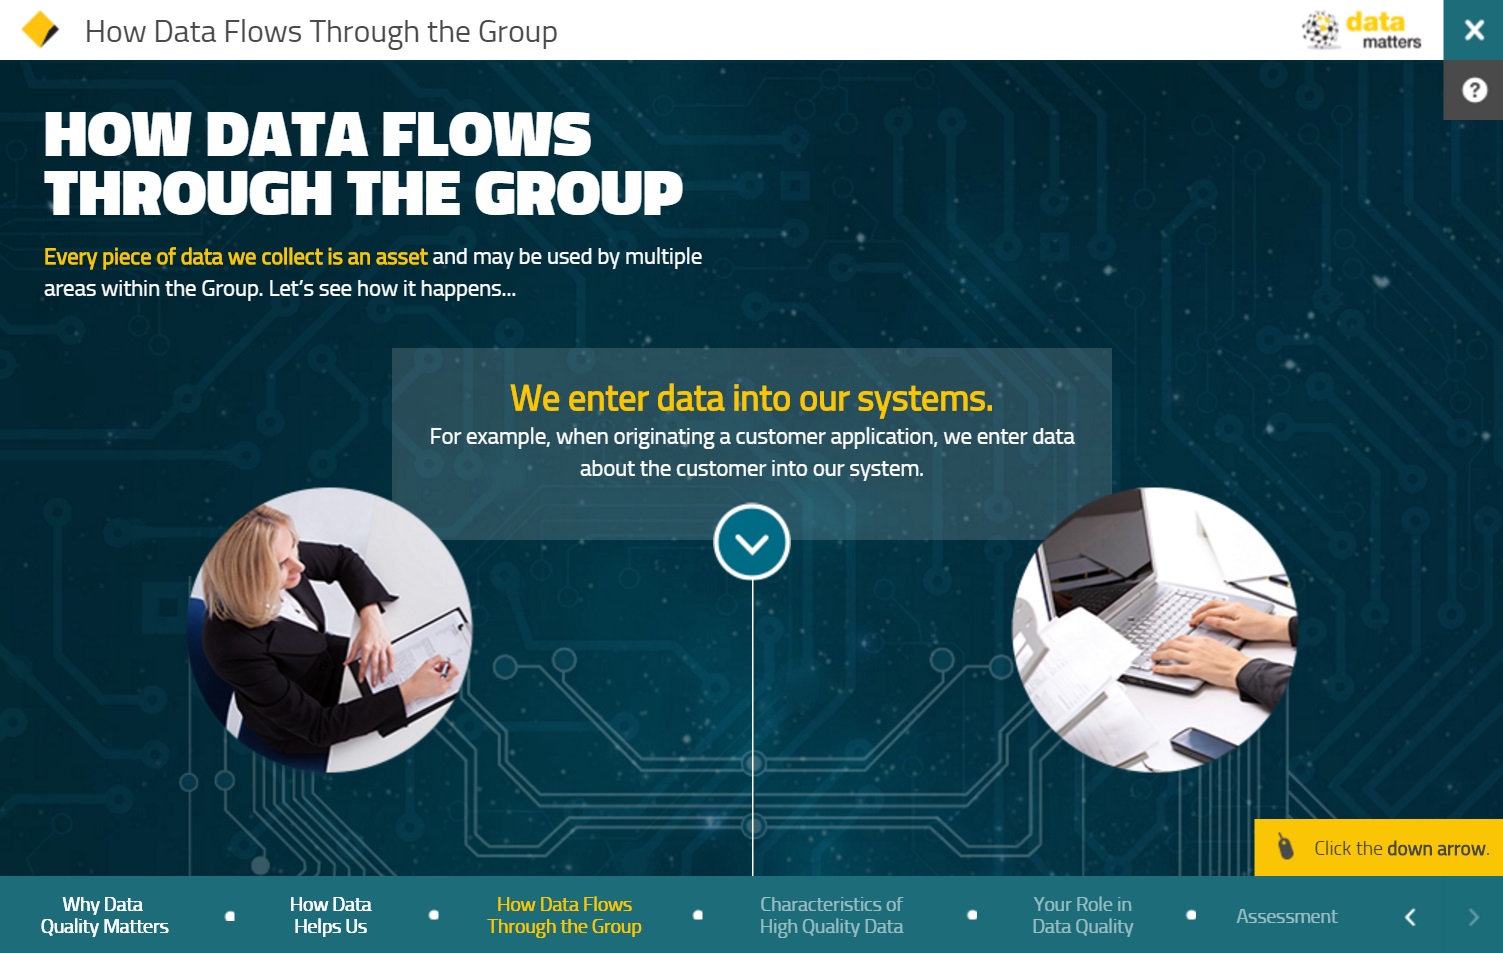 How Data Flows Through the Group
data
matters
HOW DATA FLOWS
THROUGH THE GROUP
Every piece of data we collect is an asset and may be used by multiple
areas within the Group. Let’s see how it happens...
We enter data into our systems.
For example, when originating a customer application, we enter data
about the customer into our system.
Click the down arrow.
Why Data
Quality Matters
How Data
Helps Us
How Data Flows
Through the Group
Characteristics of
High Quality Data
Your Role in
Data Quality
Assessment